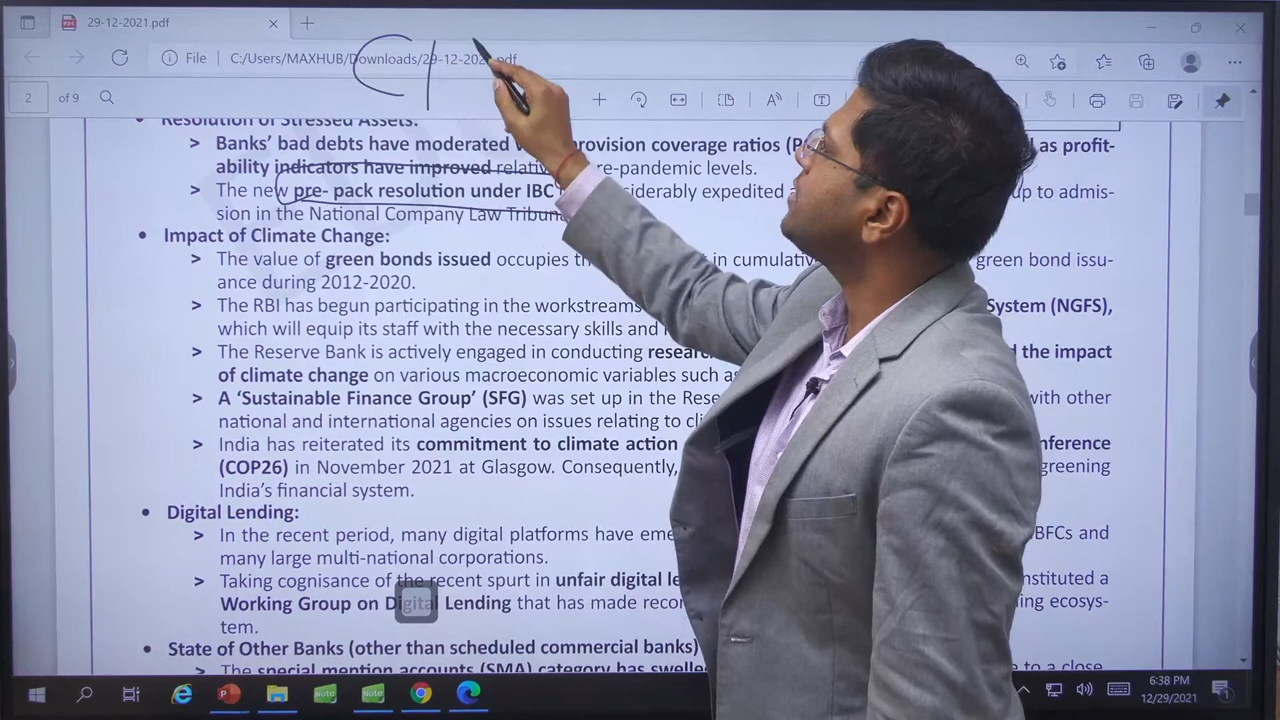 29-12-2021.pdf
File | C:/Users/MAXHUB/Downloads/29-12-202 .pdf
2 of 9
Resolution of Stressed Assets:
> Banks' bad debts have moderated rovision coverage ratios (P as profit-
ability indicators have improved relativ re-pandemic levels.
> The new pre- pack resolution under IBC siderably expedited up to admis-
sion in the National Company Law Tribun
• Impact of Climate Change:
> The value of green bonds issued occupies th t in cumulativ green bond issu-
ance during 2012-2020.
> The RBI has begun participating in the workstreams System (NGFS),
which will equip its staff with the necessary skills and
> The Reserve Bank is actively engaged in conducting resear d the impact
of climate change on various macroeconomic variables such as
> A 'Sustainable Finance Group' (SFG) was set up in the Rese with other
national and international agencies on issues relating to cli
> India has reiterated its commitment to climate action nference
(COP26) in November 2021 at Glasgow. Consequently, greening
India's financial system.
• Digital Lending:
> In the recent period, many digital platforms have eme BFCs and
many large multi-national corporations.
> Taking cognisance of the recent spurt in unfair digital le nstituted a
Working Group on Digital Lending that has made recor ing ecosys-
tem.
• State of Other Banks (other than scheduled commercial banks)
> The special mention accounts (SMA) category has swelle to a close
6:38 PM
12/29/2021